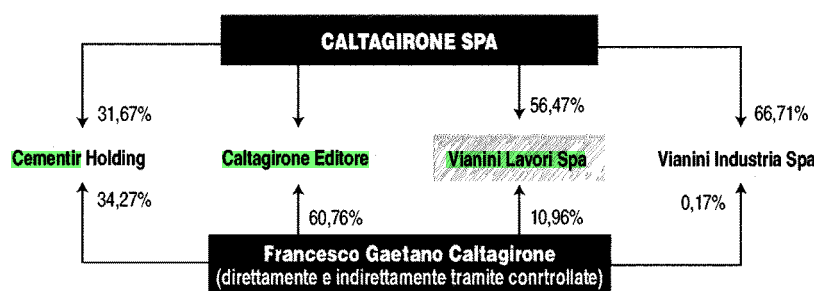 CALTAGIRONE SPA
31,67%
56,47%
66,71%
Cementir Holding
Caltagirone Editore
Vianini Lavori Spa
Vianini Industria Spa
34,27%
60,76%
10,96%
0,17%
Francesco Gaetano Caltagirone
(direttamente e indirettamente tramite conrtrollate)